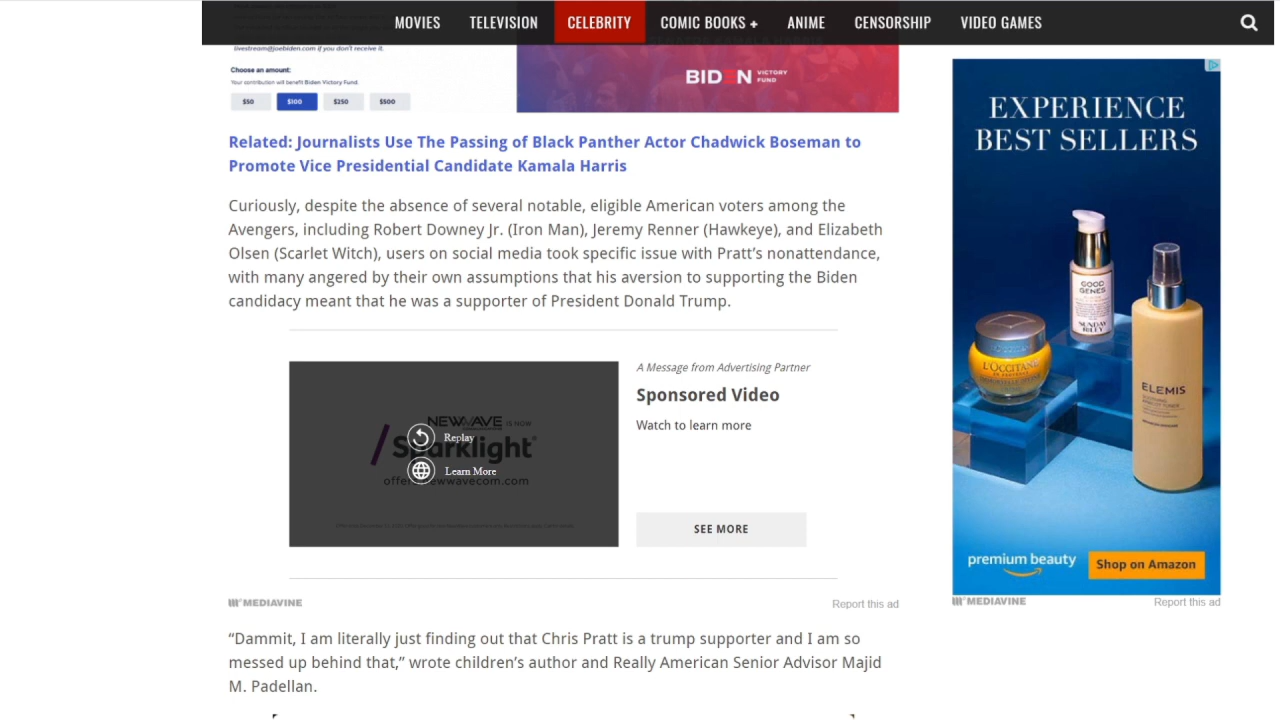 MOVIES TELEVISION CELEBRITY COMIC BOOKS + ANIME CENSORSHIP VIDEO GAMES
livestream@joebiden.com if you don't receive it.
Choose an amount:
Your contribution will benefit Biden Victory Fund.
$50 $100 $250 $500
BID N VICTORY
FUND
Related: Journalists Use The Passing of Black Panther Actor Chadwick Boseman to
Promote Vice Presidential Candidate Kamala Harris
Curiously, despite the absence of several notable, eligible American voters among the
Avengers, including Robert Downey Jr. (Iron Man), Jeremy Renner (Hawkeye), and Elizabeth
Olsen (Scarlet Witch), users on social media took specific issue with Pratt’s nonattendance,
with many angered by their own assumptions that his aversion to supporting the Biden
candidacy meant that he was a supporter of President Donald Trump.
NEWWAVE IS NOW
Sparklight
Replay
Learn More
A Message from Advertising Partner
Sponsored Video
Watch to learn more
SEE MORE
MEDIAVINE
Report this ad
“Dammit, I am literally just finding out that Chris Pratt is a trump supporter and I am so
messed up behind that,” wrote children’s author and Really American Senior Advisor Majid
M. Padellan.
EXPERIENCE
BEST SELLERS
GOOD
GENES
SUNDAY
RILEY
L'OCCITANE
ELEMIS
premium beauty
Shop on Amazon
MEDIAVINE
Report this ad